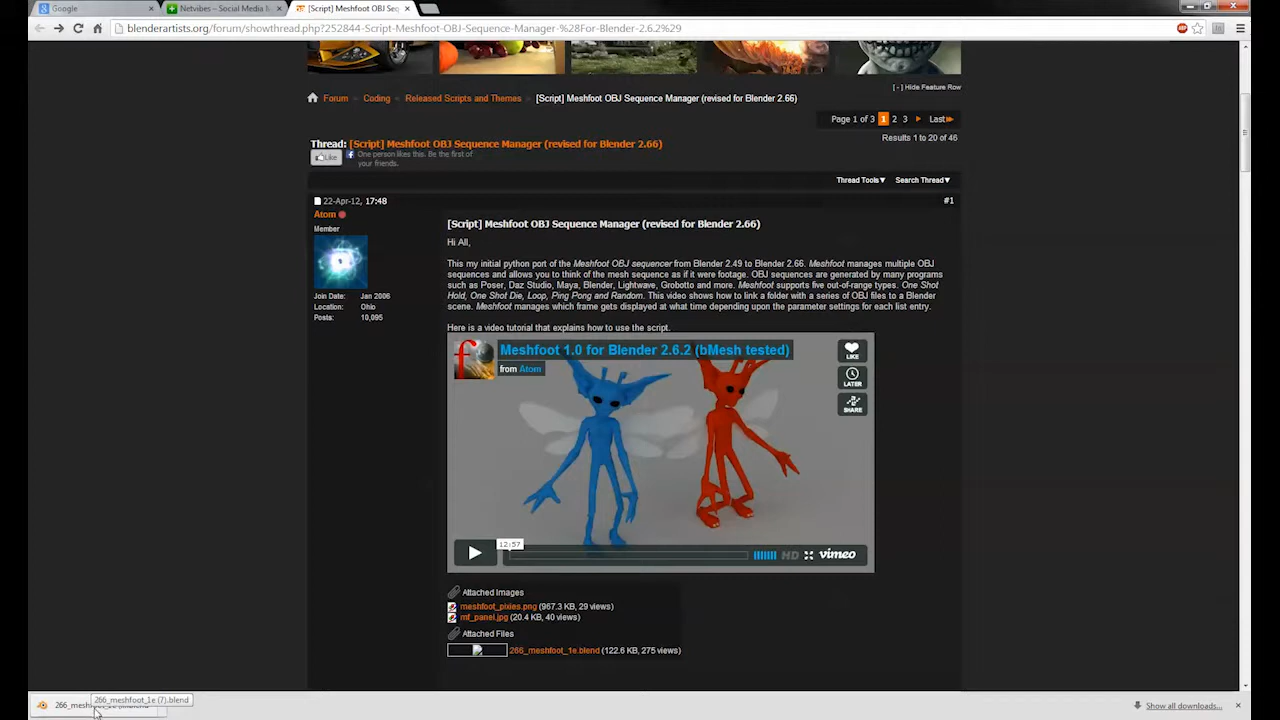 Google
Netvibes – Social Media M
[Script] Meshfoot OBJ Seq
blenderartists.org/forum/showthread.php?252844-Script-Meshfoot-OBJ-Sequence-Manager-%28For-Blender-2.6.2%29
[-] Hide Feature Row
Forum
Coding
Released Scripts and Themes
[Script] Meshfoot OBJ Sequence Manager (revised for Blender 2.66)
Page 1 of 3 1 2 3 Last
Results 1 to 20 of 46
Thread: [Script] Meshfoot OBJ Sequence Manager (revised for Blender 2.66)
Like
One person likes this. Be the first of
your friends.
Thread Tools
Search Thread
22-Apr-12, 17:48
#1
Atom
Member
Join Date: Jan 2006
Location: Ohio
Posts: 10,095
[Script] Meshfoot OBJ Sequence Manager (revised for Blender 2.66)
Hi All,
This my initial python port of the Meshfoot OBJ sequencer from Blender 2.49 to Blender 2.66. Meshfoot manages multiple OBJ
sequences and allows you to think of the mesh sequence as if it were footage. OBJ sequences are generated by many programs
such as Poser, Daz Studio, Maya, Blender, Lightwave, Grobotto and more. Meshfoot supports five out-of-range types. One Shot
Hold, One Shot Die, Loop, Ping Pong and Random. This video shows how to link a folder with a series of OBJ files to a Blender
scene. Meshfoot manages which frame gets displayed at what time depending upon the parameter settings for each list entry.
Here is a video tutorial that explains how to use the script.
Meshfoot 1.0 for Blender 2.6.2 (bMesh tested)
from Atom
LIKE
LATER
SHARE
12:57
HD
vimeo
Attached Images
meshfoot_pixies.png (967.3 KB, 29 views)
mf_panel.jpg (20.4 KB, 40 views)
Attached Files
266_meshfoot_1e.blend (122.6 KB, 275 views)
266_meshfoot_1e (7).blend
Show all downloads...